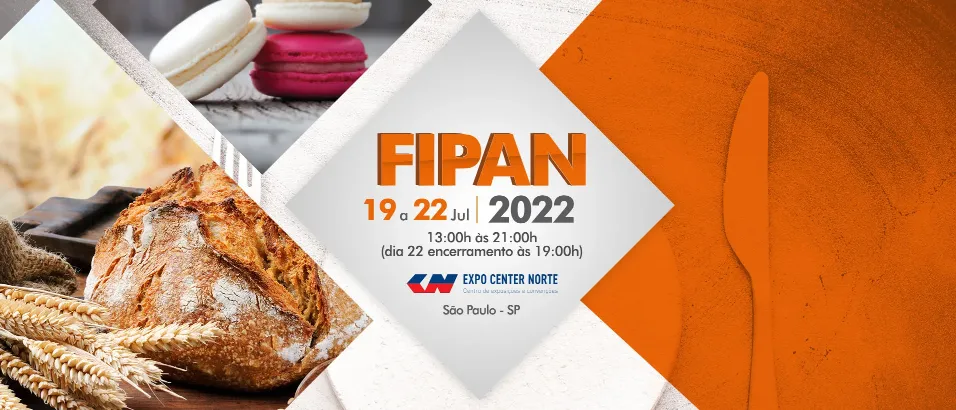 FIPAN
19 a 22 Jul | 2022
13:00h às 21:00h
(dia 22 encerramento às 19:00h)
EXPO CENTER NORTE
Centro de exposições e convenções
São Paulo - SP